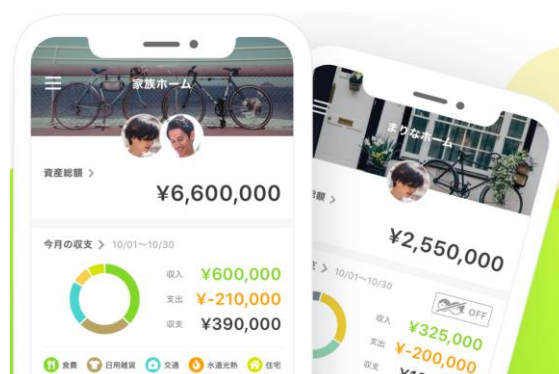 家族ホーム
資産総額 >
¥6,600,000
今月の収支 > 10/01~10/30
収入 ¥600,000
支出 ¥-210,000
収支 ¥390,000
食費 日用雑貨 交通 水道光熱 住宅
まりなホーム
総額 >
¥2,550,000
> 10/01~10/30
OFF
収入 ¥325,000
支出 ¥-200,000
収支